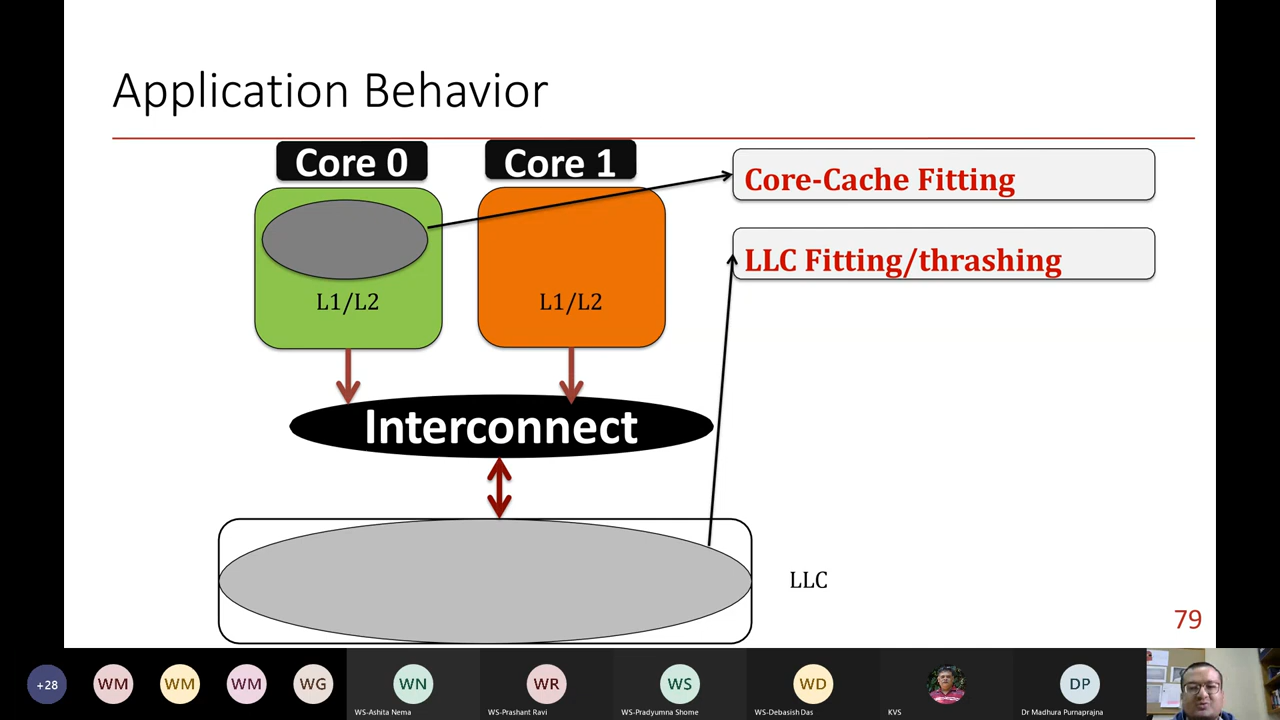 Application Behavior
Core 0
Core 1
Core-Cache Fitting
LLC Fitting/thrashing
L1/L2
L1/L2
Interconnect
LLC
79
+28
WM
WM
WM
WG
WN
WR
WS
WD
DP
WS-Ashita Nema
WS-Prashant Ravi
WS-Pradyumna Shome
WS-Debasish Das
KVS
Dr Madhura Purnaprajna